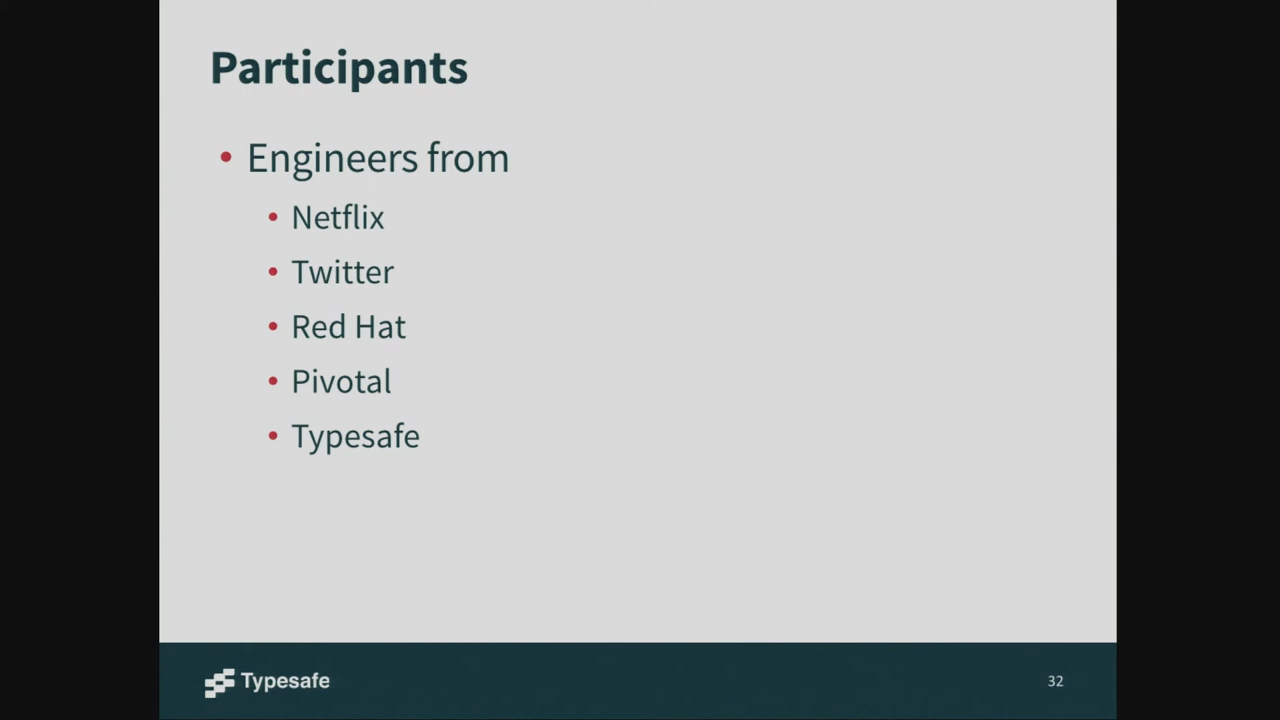 Participants
• Engineers from
• Netflix
• Twitter
• Red Hat
• Pivotal
• Typesafe
Typesafe
32